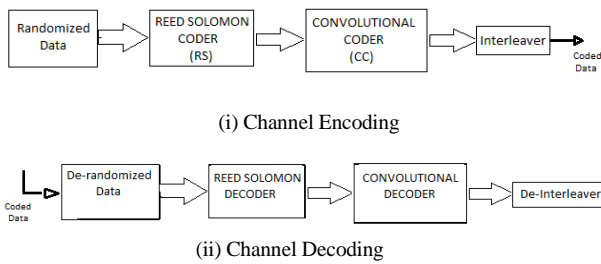 Randomized
Data
REED SOLOMON
CODER
(RS)
CONVOLUTIONAL
CODER
(CC)
Interleaver
Coded
Data
(i) Channel Encoding
Coded
Data
De-randomized
Data
REED SOLOMON
DECODER
CONVOLUTIONAL
DECODER
De-Interleaver
(ii) Channel Decoding